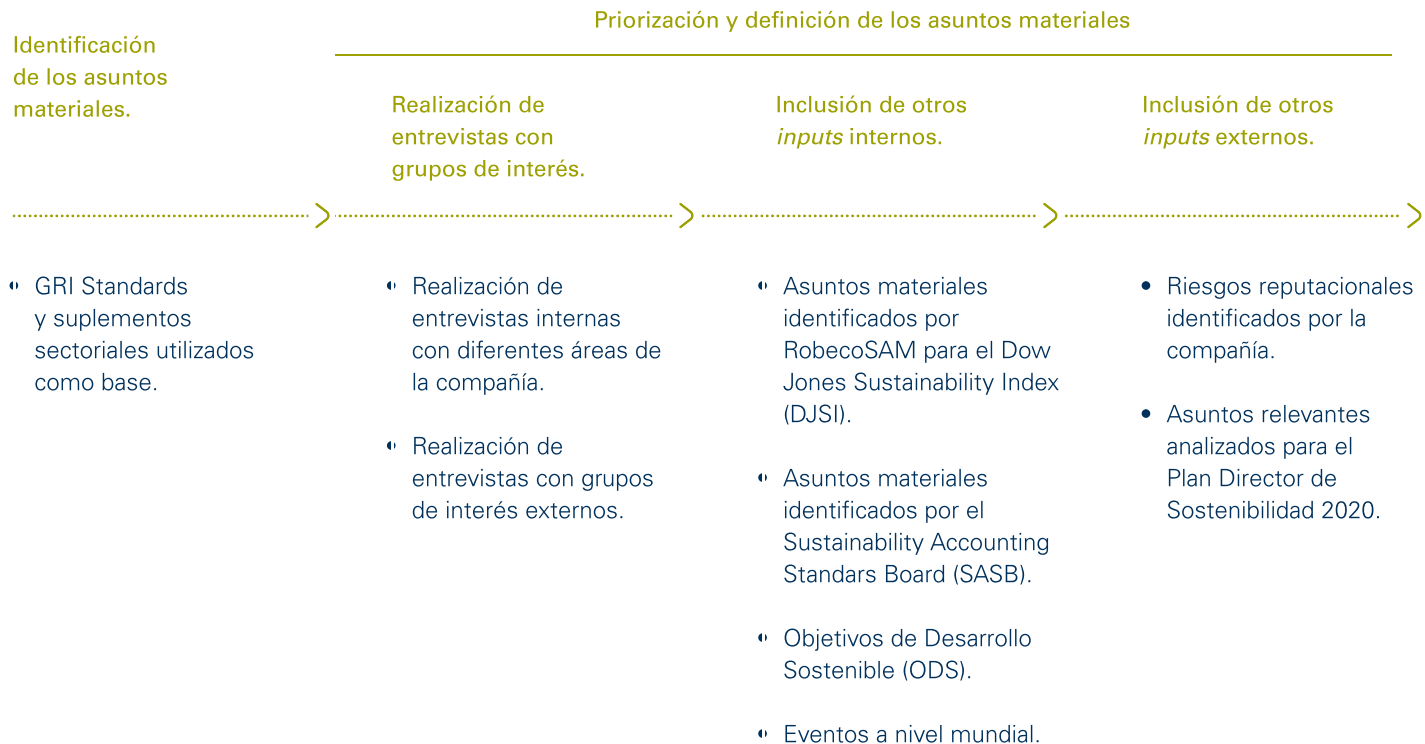 Priorización y definición de los asuntos materiales
Identificación
de los asuntos
materiales.
Realización de
entrevistas con
grupos de interés.
Inclusión de otros
inputs internos.
Inclusión de otros
inputs externos.
GRI Standards
y suplementos
sectoriales utilizados
como base.
Realización de
entrevistas internas
con diferentes áreas de
la compañía.
Realización de
entrevistas con grupos
de interés externos.
Asuntos materiales
identificados por
RobecoSAM para el Dow
Jones Sustainability Index
(DJSI).
Asuntos materiales
identificados por el
Sustainability Accounting
Standars Board (SASB).
Objetivos de Desarrollo
Sostenible (ODS).
Eventos a nivel mundial.
Riesgos reputacionales
identificados por la
compañía.
Asuntos relevantes
analizados para el
Plan Director de
Sostenibilidad 2020.